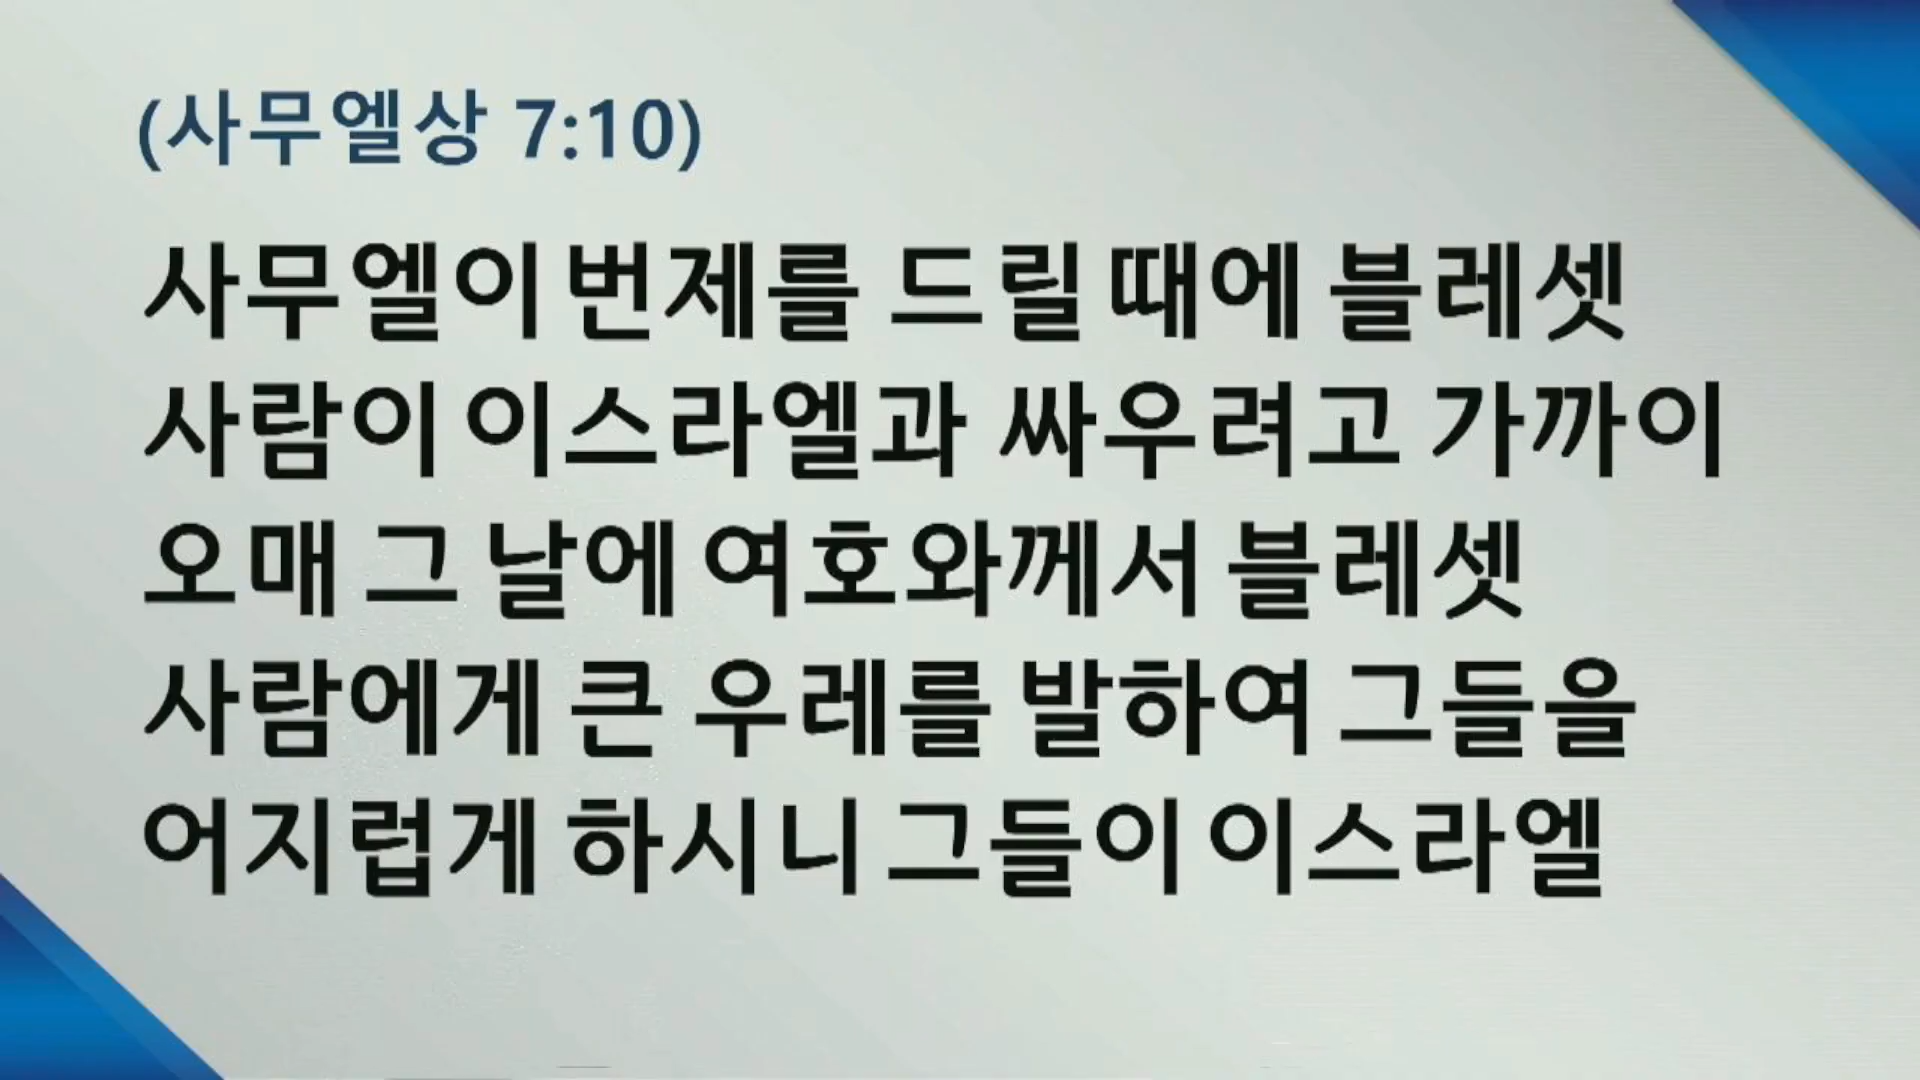 (사무엘상 7:10)
사무엘이 번제를 드릴 때에 블레셋
사람이 이스라엘과 싸우려고 가까이
오매 그 날에 여호와께서 블레셋
사람에게 큰 우레를 발하여 그들을
어지럽게 하시니 그들이 이스라엘